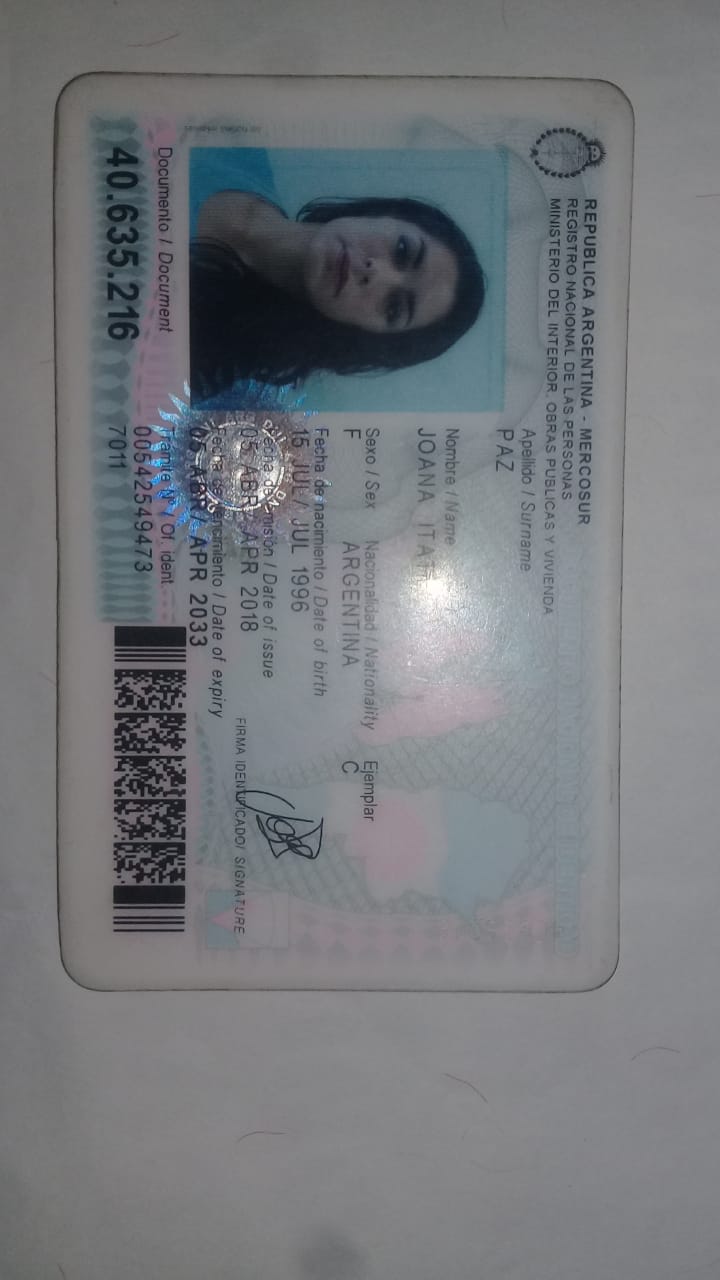 REPUBLICA ARGENTINA - MERCOSUR
REGISTRO NACIONAL DE LAS PERSONAS
MINISTERIO DEL INTERIOR, OBRAS PUBLICAS Y VIVIENDA
Apellido / Surname
PAZ
Nombre / Name
JOANA
Sexo / Sex Nacionalidad / Nationality Ejemplar
F ARGENTINA C
Fecha de nacimiento / Date of birth
15 JUL/ JUL 1996
Fecha de emisión / Date of issue
05 ABR/ APR 2018
Fecha de vencimiento / Date of expiry
05 ABR/ APR 2033
FIRMA IDENTIFICADO/ SIGNATURE
Documento / Document
40.635.216
Trámite Nº / Of. ident.
00542549473
7011